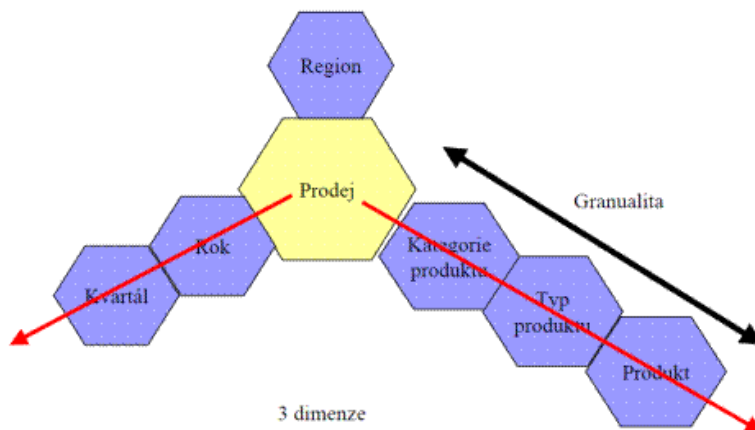 Region
Prodej
Granualita
Rok
Kategorie
produktu
Kvartál
Typ
produktu
Produkt
3 dimenze